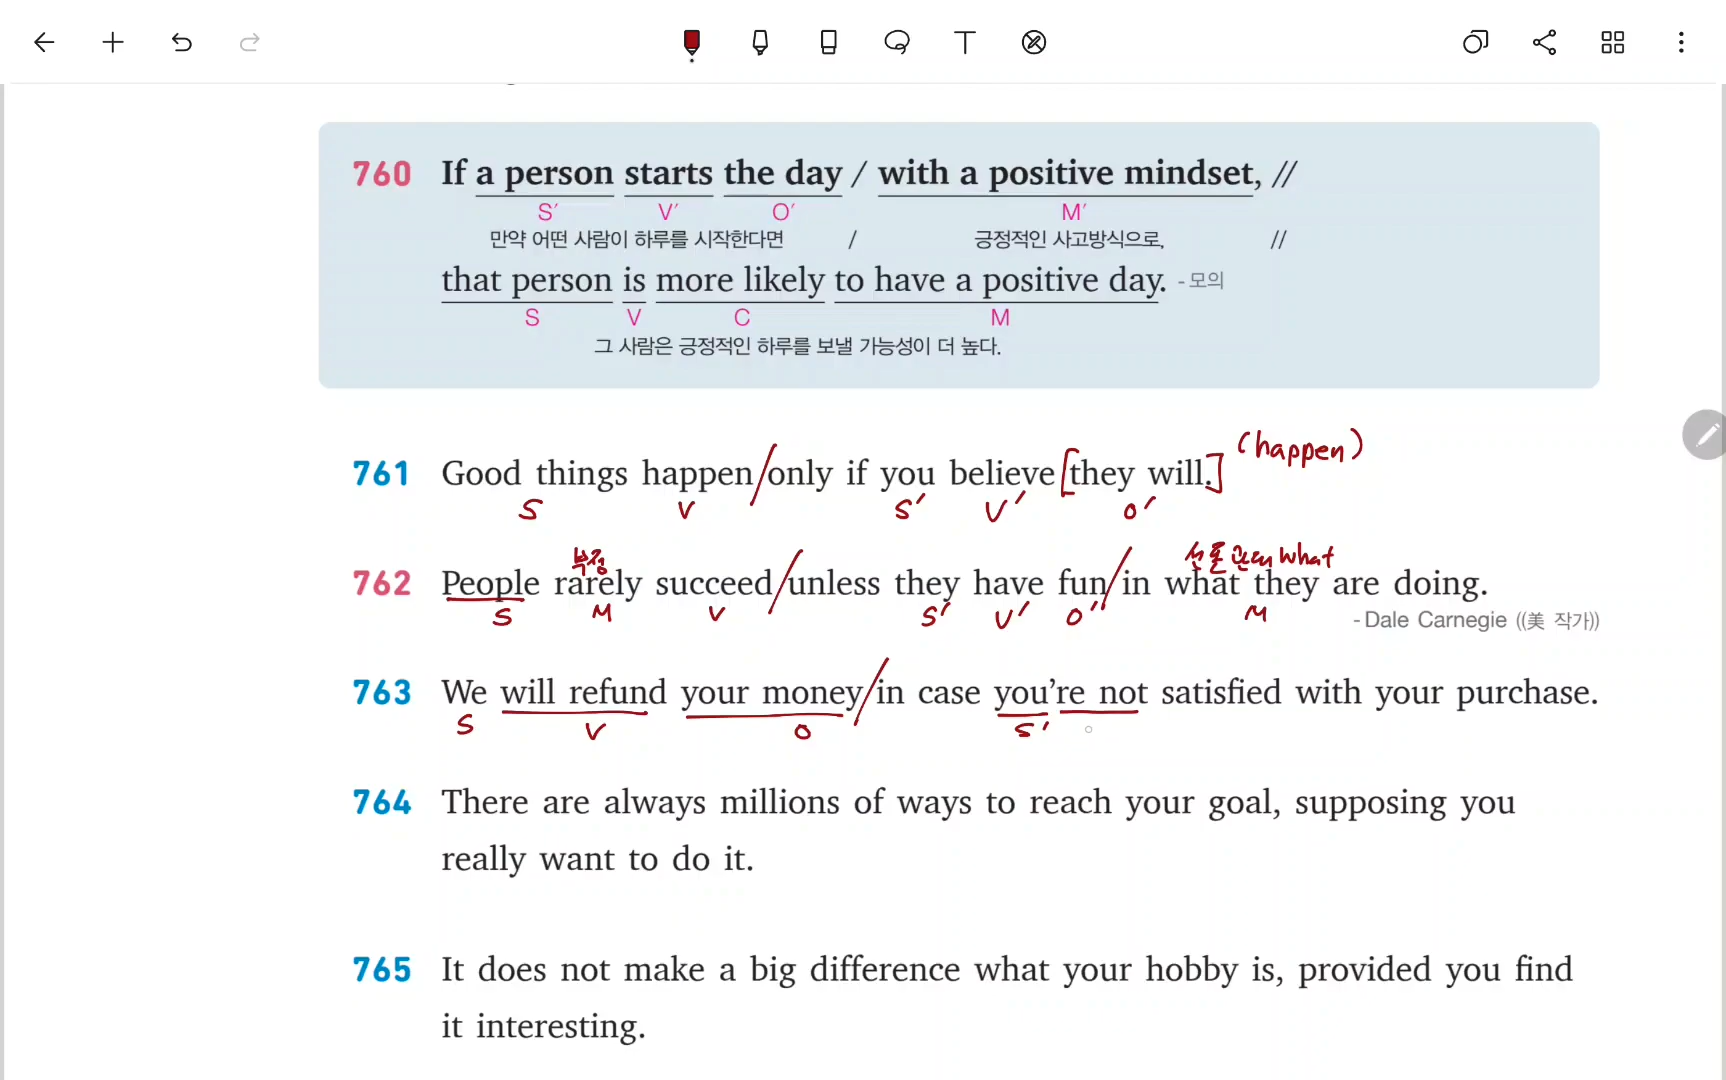 760 If a person starts the day / with a positive mindset, //
S′ V′ O′ M′
만약 어떤 사람이 하루를 시작한다면 / 긍정적인 사고방식으로, //
that person is more likely to have a positive day. - 모의
S V C M
그 사람은 긍정적인 하루를 보낼 가능성이 더 높다.
(happen)
761 Good things happen / only if you believe [they will.]
S V S′ V′ O′
부정 선포관대 what
762 People rarely succeed / unless they have fun / in what they are doing.
S M V S′ V′ O′ M
- Dale Carnegie ((美 작가))
763 We will refund your money / in case you’re not satisfied with your purchase.
S V O S′
764 There are always millions of ways to reach your goal, supposing you
really want to do it.
765 It does not make a big difference what your hobby is, provided you find
it interesting.